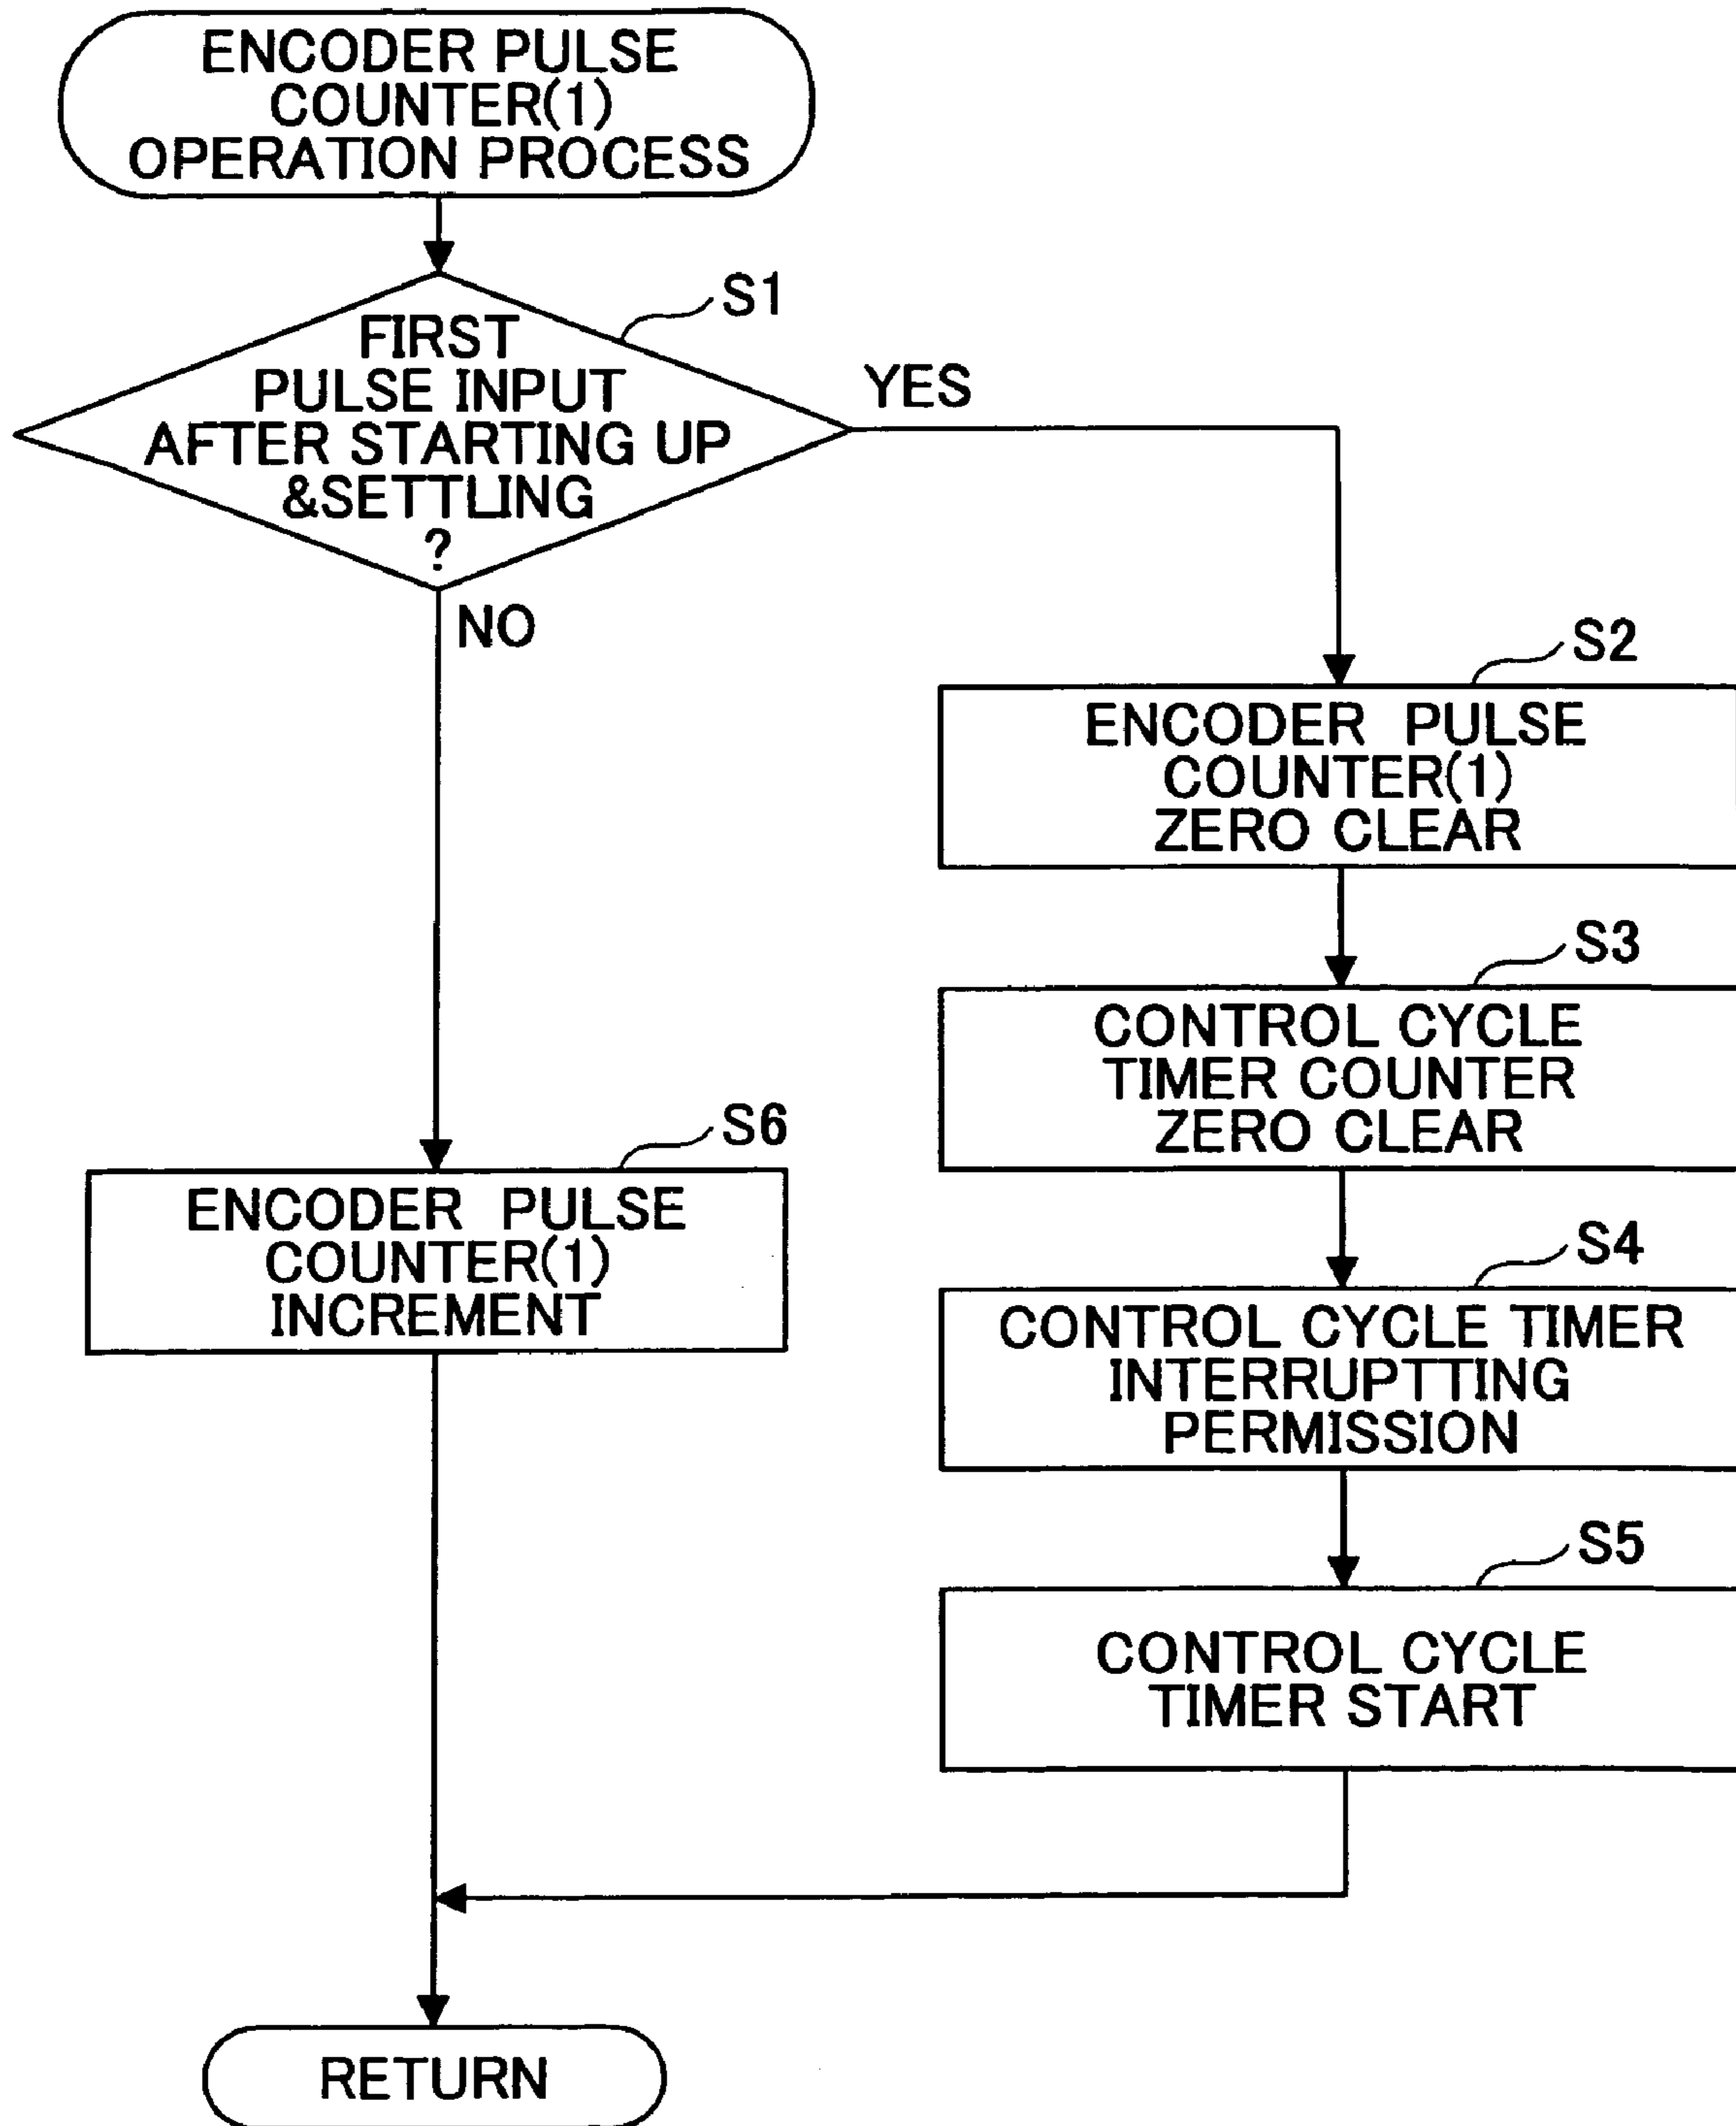 ENCODER PULSE
COUNTER(1)
OPERATION PROCESS
S1
FIRST
PULSE INPUT
AFTER STARTING UP
&SETTLING
?
YES
NO
S2
ENCODER PULSE
COUNTER(1)
ZERO CLEAR
S3
CONTROL CYCLE
TIMER COUNTER
ZERO CLEAR
S6
ENCODER PULSE
COUNTER(1)
INCREMENT
S4
CONTROL CYCLE TIMER
INTERRUPTTING
PERMISSION
S5
CONTROL CYCLE
TIMER START
RETURN